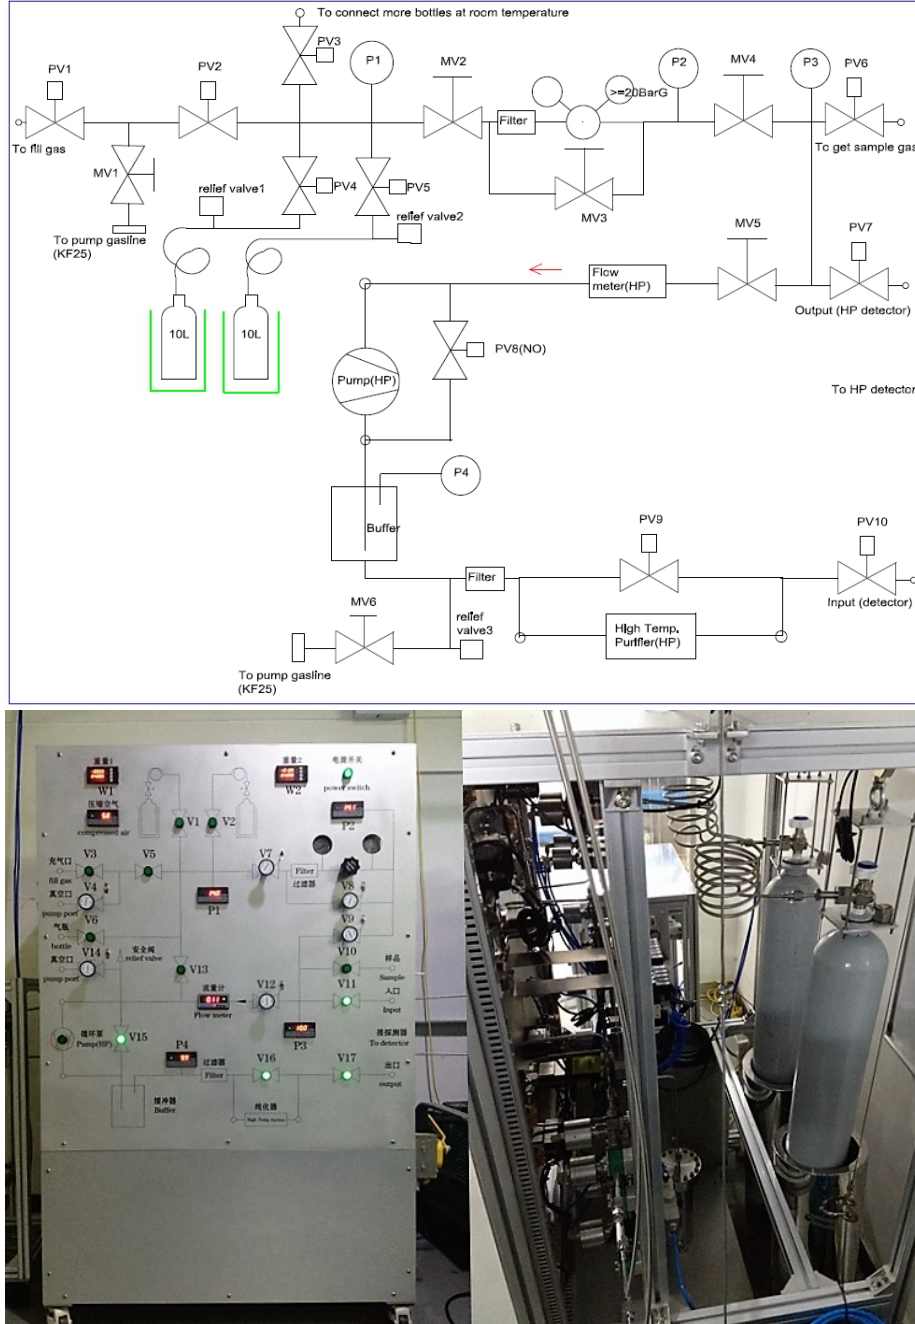 To connect more bottles at room temperature
PV3
P1
MV2
P2
MV4
P3
PV6
PV1
PV2
>=20BarG
Filter
To fill gas
To get sample gas
MV1
relief valve1
PV4
PV5
relief valve2
MV3
MV5
PV7
To pump gasline
(KF25)
Flow
meter(HP)
Output (HP detector)
10L
10L
PV8(NO)
Pump(HP)
To HP detector
P4
Buffer
PV9
PV10
Filter
MV6
relief
valve3
High Temp.
Purifier(HP)
Input (detector)
To pump gasline
(KF25)
重量1
W1
重量2
W2
电源开关
power switch
压缩空气
compressed air
P2
V1
V2
充气口
fill gas
V3
V5
V7
Filter
过滤器
真空口
pump port
V4
P1
V8
气瓶
bottle
V6
V9
真空口
pump port
V14
安全阀
relief valve
V13
V10
样品
Sample
流量计
Flow meter
V12
V11
入口
Input
循环泵
Pump(HP)
V15
P3
接探测器
To detector
P4
过滤器
Filter
V16
V17
出口
output
缓冲器
Buffer
纯化器